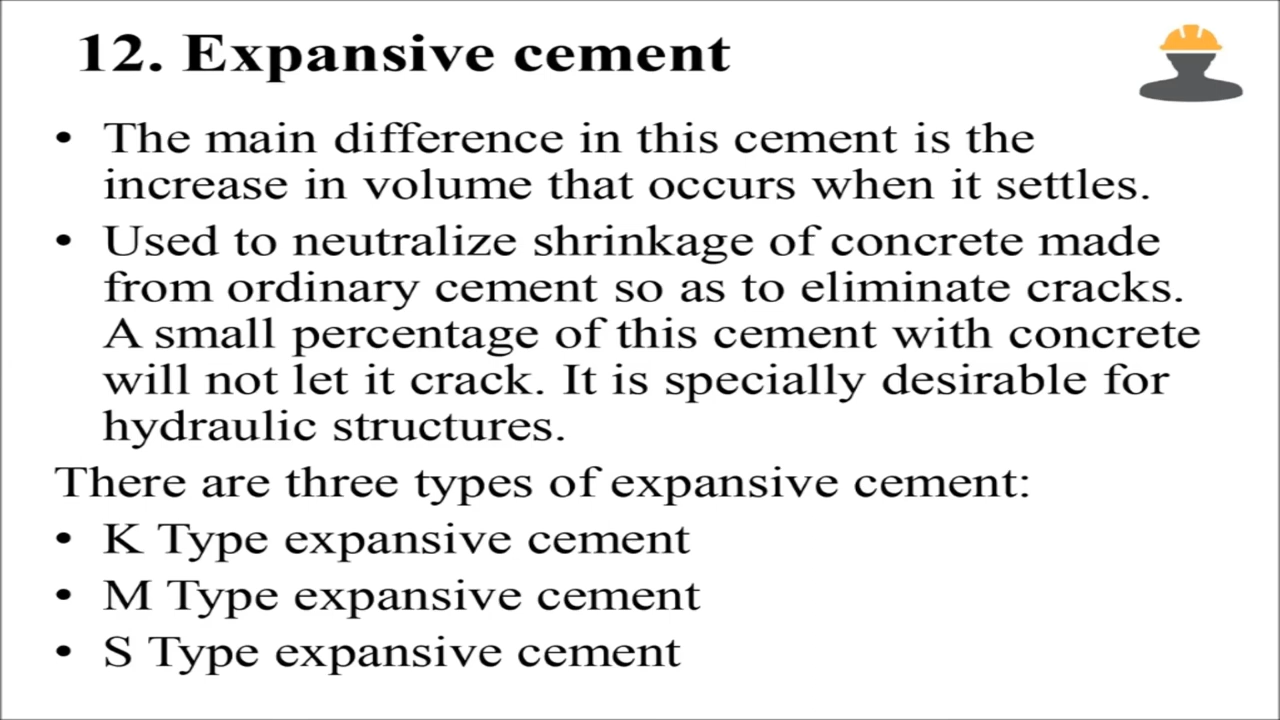 12. Expansive cement
• The main difference in this cement is the
increase in volume that occurs when it settles.
• Used to neutralize shrinkage of concrete made
from ordinary cement so as to eliminate cracks.
A small percentage of this cement with concrete
will not let it crack. It is specially desirable for
hydraulic structures.
There are three types of expansive cement:
• K Type expansive cement
• M Type expansive cement
• S Type expansive cement